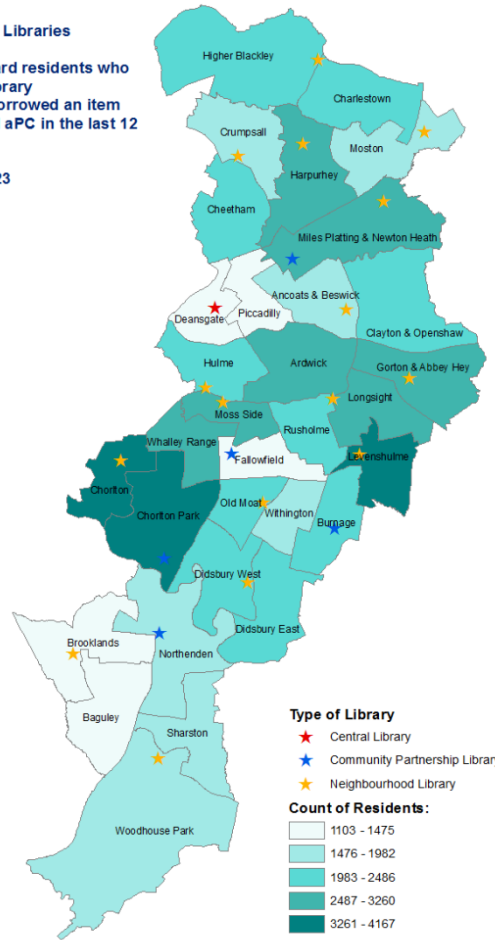 Libraries
ard residents who
brary
orrowed an item
aPC in the last 12
23
Higher Blackley
Charlestown
Crumpsall
Moston
Harpurhey
Cheetham
Miles Platting & Newton Heath
Ancoats & Beswick
Piccadilly
Deansgate
Clayton & Openshaw
Hulme
Ardwick
Gorton & Abbey Hey
Longsight
Moss Side
Rusholme
Whalley Range
Fallowfield
Levenshulme
Chorlton
Old Moat
Chorlton Park
Withington
Burnage
Didsbury West
Didsbury East
Brooklands
Northenden
Baguley
Sharston
Woodhouse Park
Type of Library
Central Library
Community Partnership Librar
Neighbourhood Library
Count of Residents:
1103 - 1475
1476 - 1982
1983 - 2486
2487 - 3260
3261 - 4167